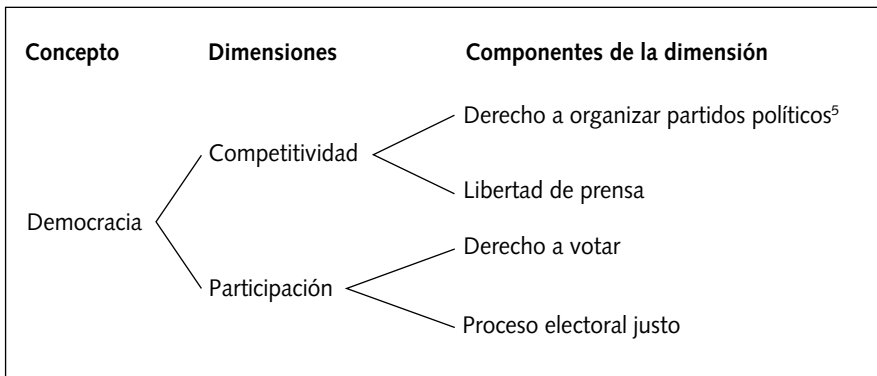 Concepto Dimensiones Componentes de la dimensión
Derecho a organizar partidos políticos⁵
Competitividad
Libertad de prensa
Democracia
Derecho a votar
Participación
Proceso electoral justo